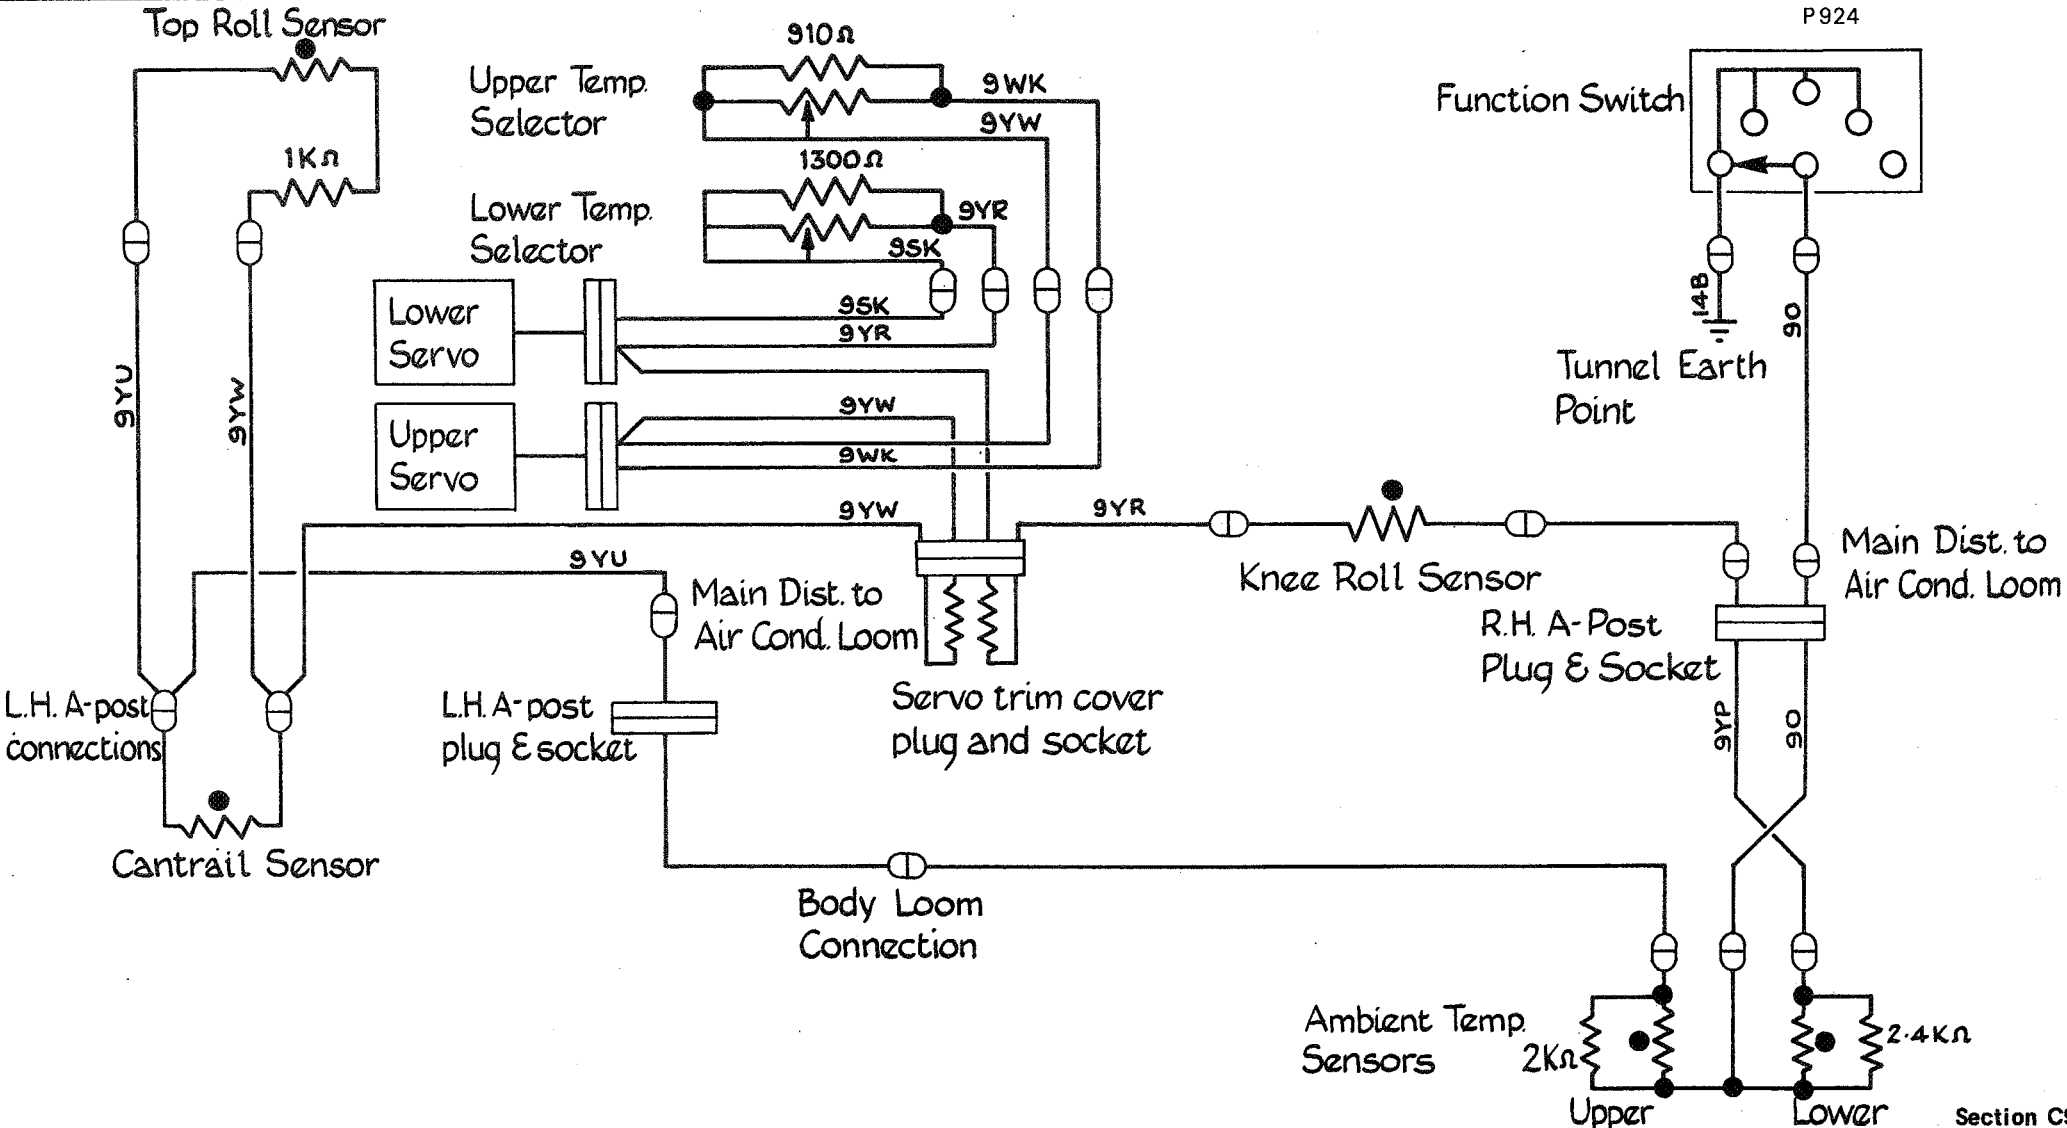 P924
Top Roll Sensor
910Ω
Upper Temp.
Selector
9WK
9YW
Function Switch
1KΩ
1300Ω
Lower Temp.
Selector
9YR
9SK
Lower
Servo
9SK
9YR
14B
9O
Tunnel Earth
Point
9YU
9YW
9YW
Upper
Servo
9WK
9YW
9YR
9YU
Main Dist. to
Air Cond. Loom
Knee Roll Sensor
Main Dist. to
Air Cond. Loom
R.H. A-Post
Plug & Socket
L.H. A-post
connections
L.H. A-post
plug & socket
Servo trim cover
plug and socket
9YP
9O
Cantrail Sensor
Body Loom
Connection
Ambient Temp.
Sensors
2KΩ
2.4KΩ
Upper
Lower
Section C9